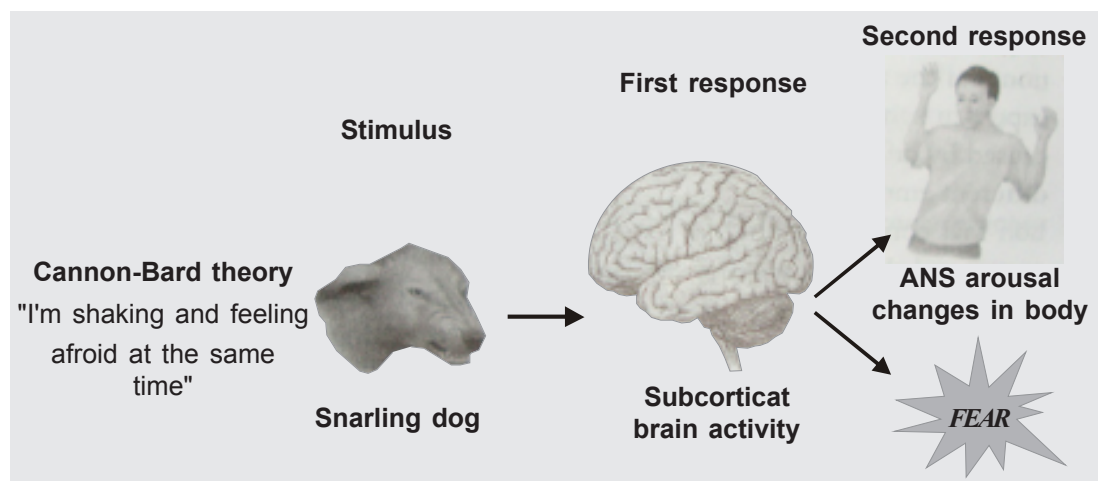 Second response
First response
Stimulus
Cannon-Bard theory
"I'm shaking and feeling
afroid at the same
time"
Snarling dog
Subcorticat
brain activity
ANS arousal
changes in body
FEAR